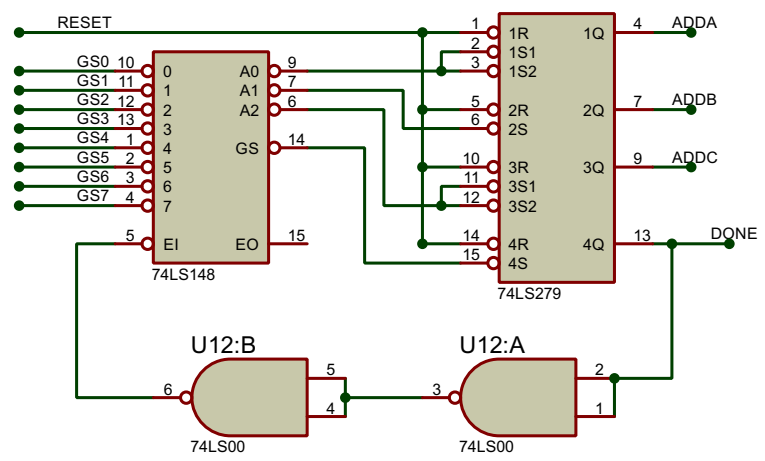 RESET
1 1R 1Q 4 ADDA
2 1S1
3 1S2
GS0 10 0 A0 9
GS1 11 1 A1 7
GS2 12 2 A2 6
GS3 13 3
GS4 1 4 GS 14
GS5 2 5
GS6 3 6
GS7 4 7
5 EI EO 15
74LS148
5 2R 2Q 7 ADDB
6 2S
10 3R 3Q 9 ADDC
11 3S1
12 3S2
14 4R 4Q 13 DONE
15 4S
74LS279
U12:B
6 5
4
74LS00
U12:A
3 2
1
74LS00